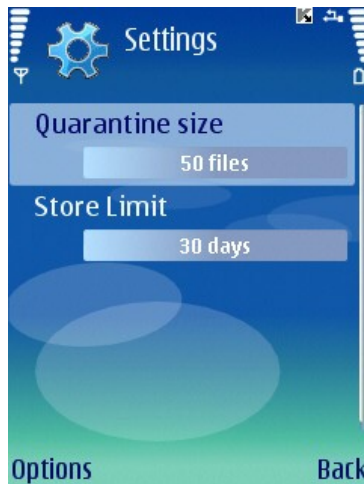 Settings
Quarantine size
50 files
Store Limit
30 days
Options
Back